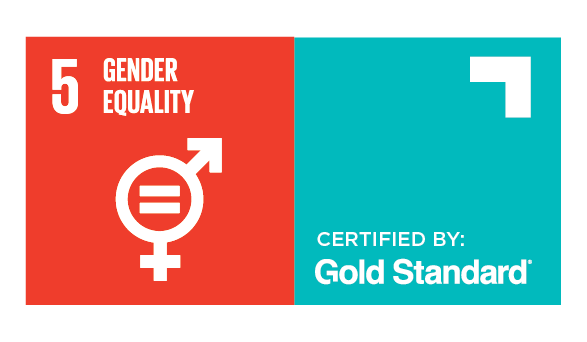 5 GENDER
EQUALITY
CERTIFIED BY:
Gold Standard